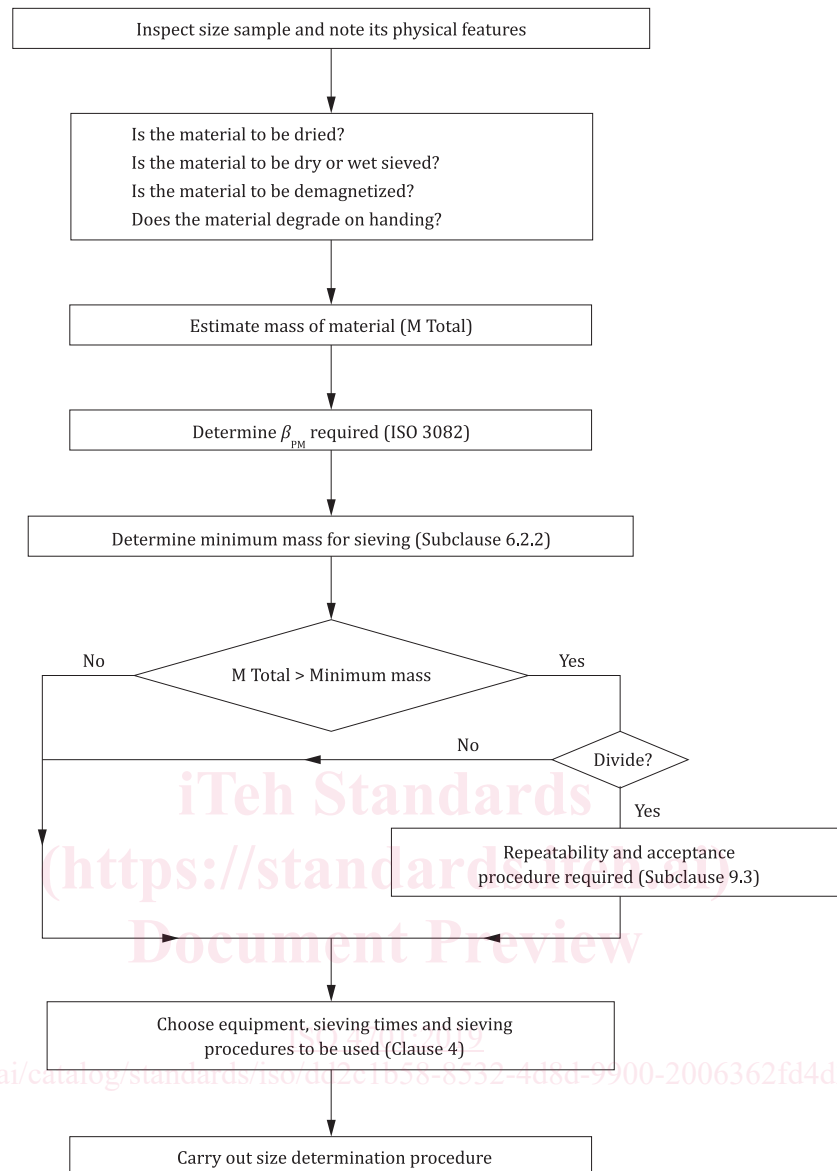 Inspect size sample and note its physical features
Is the material to be dried?
Is the material to be dry or wet sieved?
Is the material to be demagnetized?
Does the material degrade on handing?
Estimate mass of material (M Total)
Determine βPM required (ISO 3082)
Determine minimum mass for sieving (Subclause 6.2.2)
No
M Total > Minimum mass
Yes
No
Divide?
iTeh Standards
Yes
Repeatability and acceptance
procedure required (Subclause 9.3)
(https://standards.iteh.ai)
Document Preview
Choose equipment, sieving times and sieving
procedures to be used (Clause 4)
ISO 4701:2019
ai/catalog/standards/iso/dd2c1b58-8532-4d8d-9900-2006362fd4d
Carry out size determination procedure